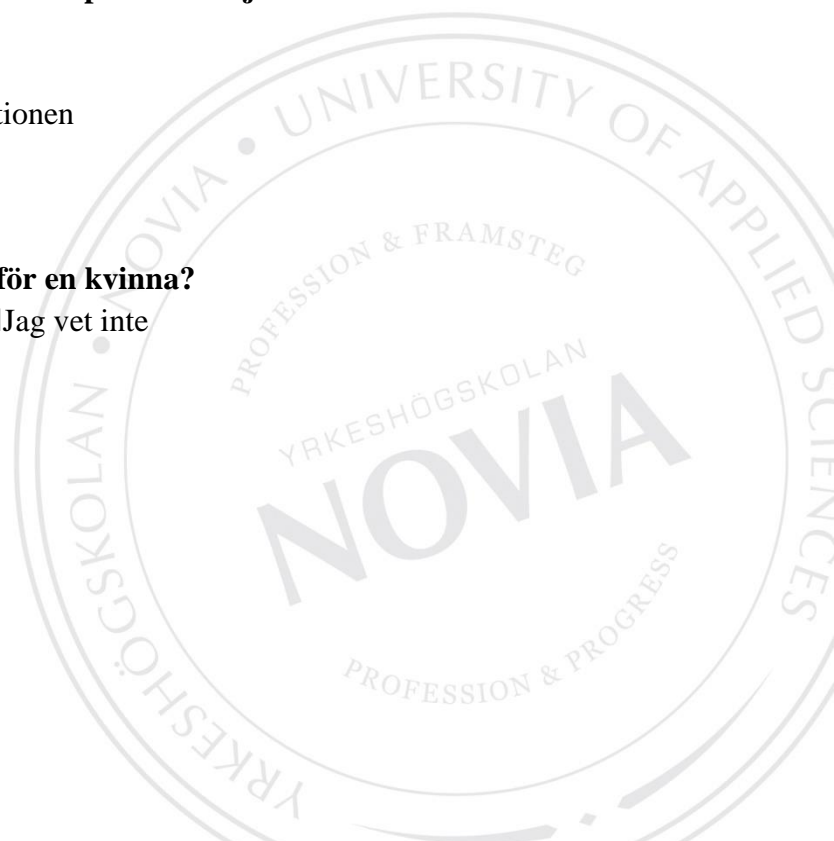 tionen
för en kvinna?
Jag vet inte
YRKESHÖGSKOLAN • NOVIA • UNIVERSITY OF APPLIED SCIENCES
PROFESSION & FRAMSTEG
YRKESHÖGSKOLAN
NOVIA
PROFESSION & PROGRESS